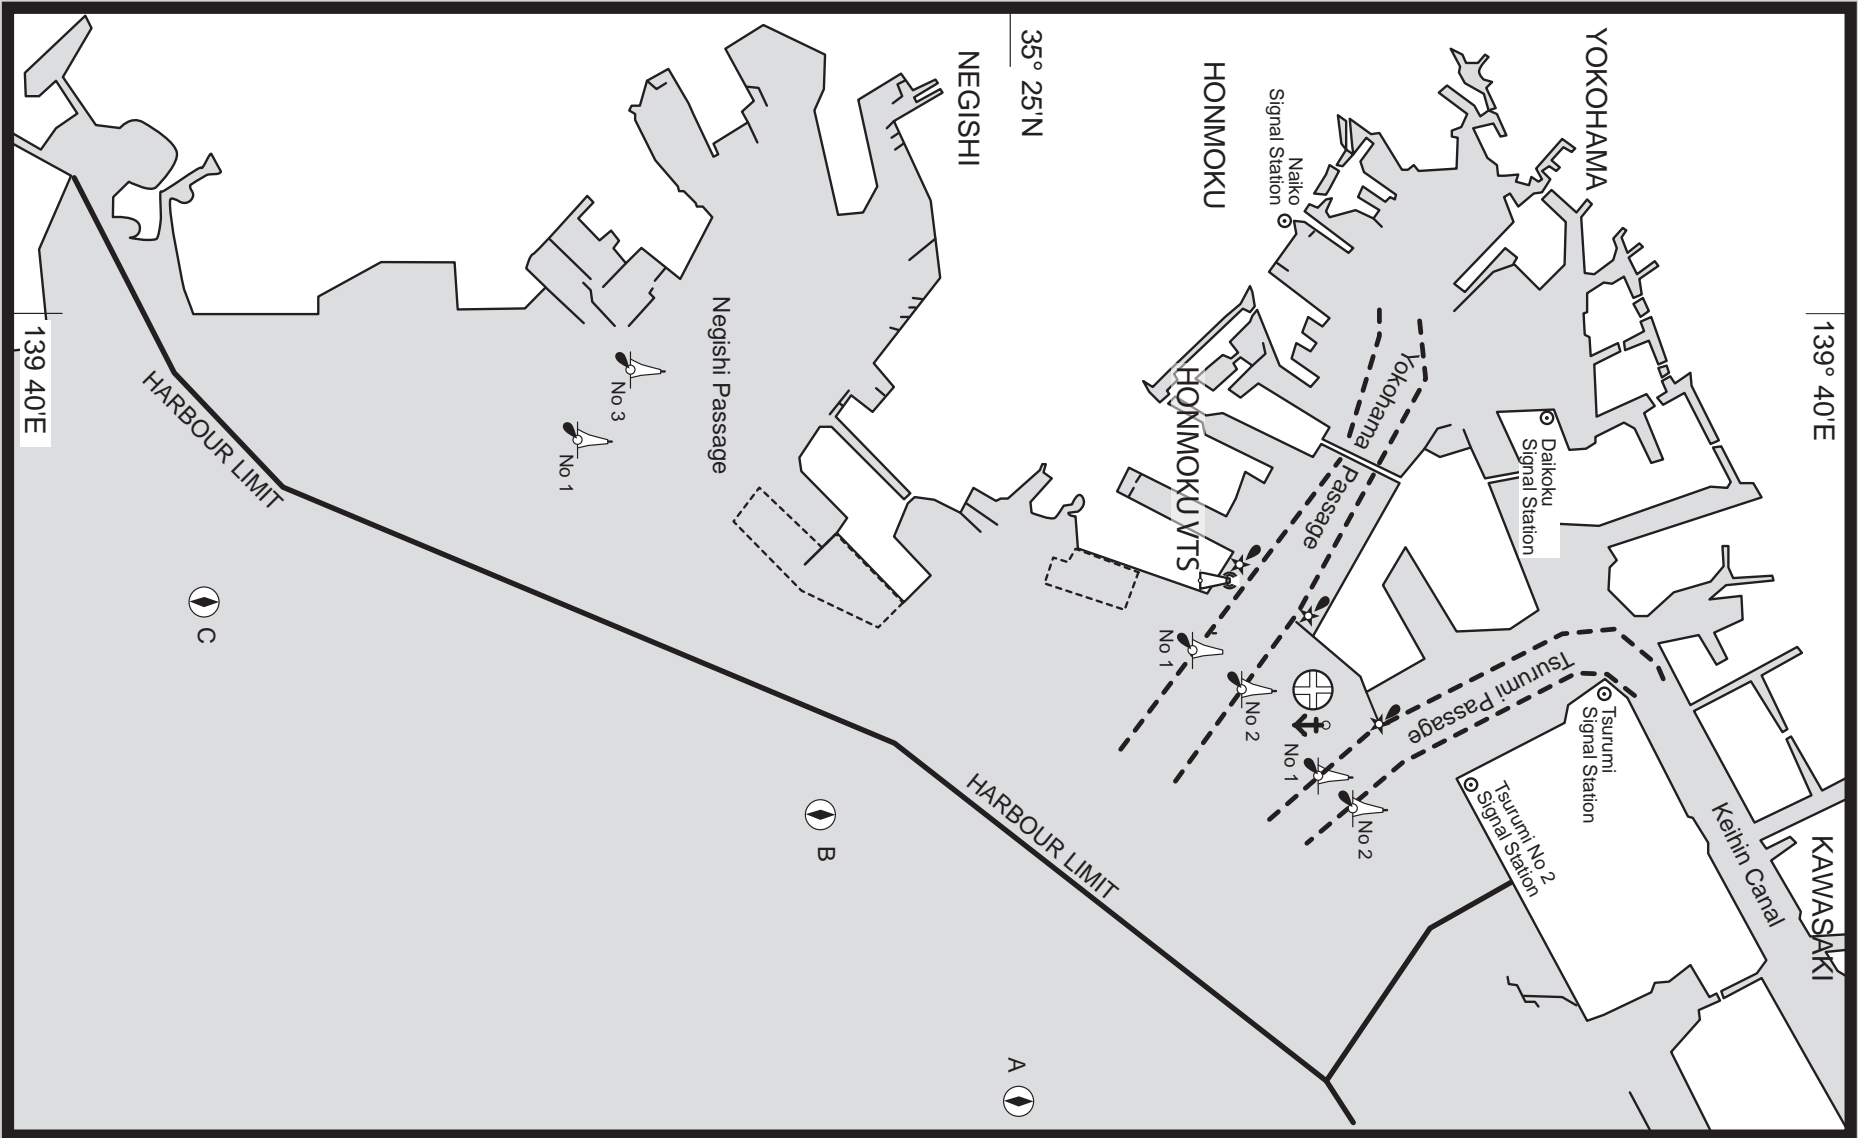 YOKOHAMA
139° 40'E
KAWASAKI
Keihin Canal
Daikoku
Signal Station
Tsurumi
Signal Station
Tsurumi No 2
Signal Station
Tsurumi Passage
Yokohama Passage
Naiko
Signal Station
HONMOKU
HONMOKU VTS
No 1
No 2
No 1
No 2
35° 25'N
NEGISHI
HARBOUR LIMIT
A
B
Negishi Passage
No 3
No 1
HARBOUR LIMIT
C
139 40'E